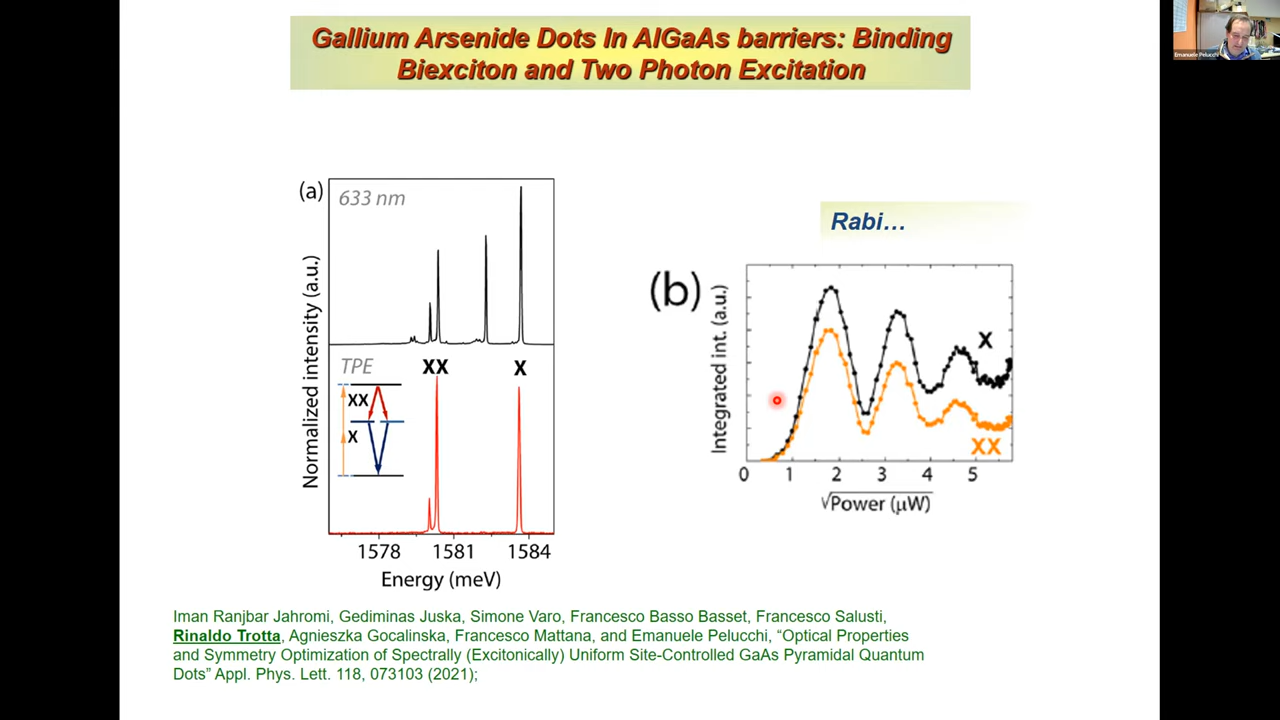 Gallium Arsenide Dots In AlGaAs barriers: Binding
Biexciton and Two Photon Excitation
Emanuele Pelucchi
(a)
633 nm
Normalized intensity (a.u.)
TPE
XX
X
XX
X
1578
1581
1584
Energy (meV)
Rabi…
(b)
Integrated int. (a.u.)
X
XX
0
1
2
3
4
5
√Power (μW)
Iman Ranjbar Jahromi, Gediminas Juska, Simone Varo, Francesco Basso Basset, Francesco Salusti,
Rinaldo Trotta, Agnieszka Gocalinska, Francesco Mattana, and Emanuele Pelucchi, “Optical Properties
and Symmetry Optimization of Spectrally (Excitonically) Uniform Site-Controlled GaAs Pyramidal Quantum
Dots” Appl. Phys. Lett. 118, 073103 (2021);